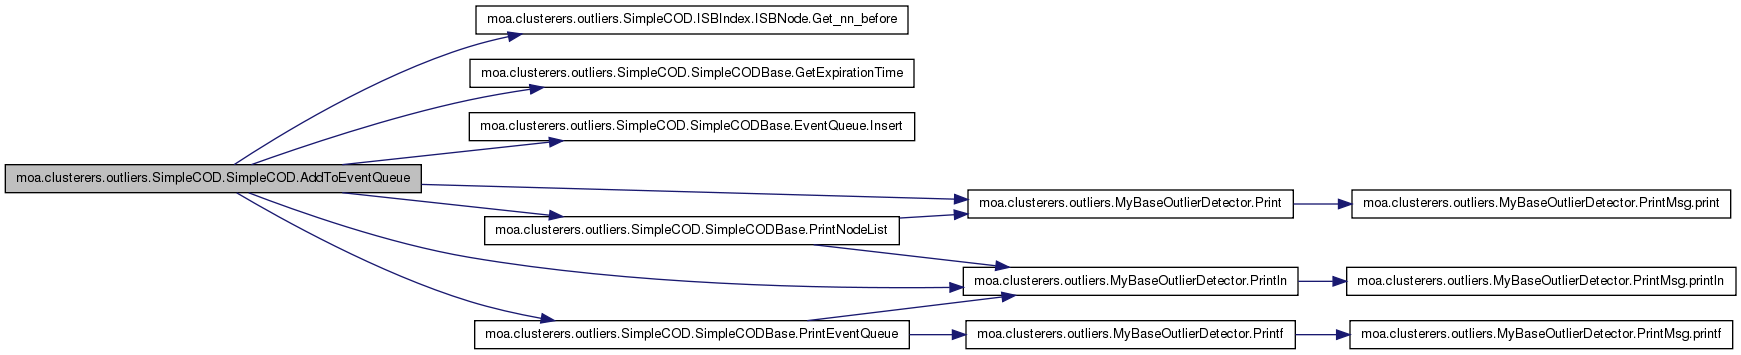 moa.clusterers.outliers.SimpleCOD.ISBIndex.ISBNode.Get_nn_before
moa.clusterers.outliers.SimpleCOD.SimpleCODBase.GetExpirationTime
moa.clusterers.outliers.SimpleCOD.SimpleCODBase.EventQueue.Insert
moa.clusterers.outliers.SimpleCOD.SimpleCOD.AddToEventQueue
moa.clusterers.outliers.MyBaseOutlierDetector.Print
moa.clusterers.outliers.MyBaseOutlierDetector.PrintMsg.print
moa.clusterers.outliers.SimpleCOD.SimpleCODBase.PrintNodeList
moa.clusterers.outliers.MyBaseOutlierDetector.Println
moa.clusterers.outliers.MyBaseOutlierDetector.PrintMsg.println
moa.clusterers.outliers.SimpleCOD.SimpleCODBase.PrintEventQueue
moa.clusterers.outliers.MyBaseOutlierDetector.Printf
moa.clusterers.outliers.MyBaseOutlierDetector.PrintMsg.printf